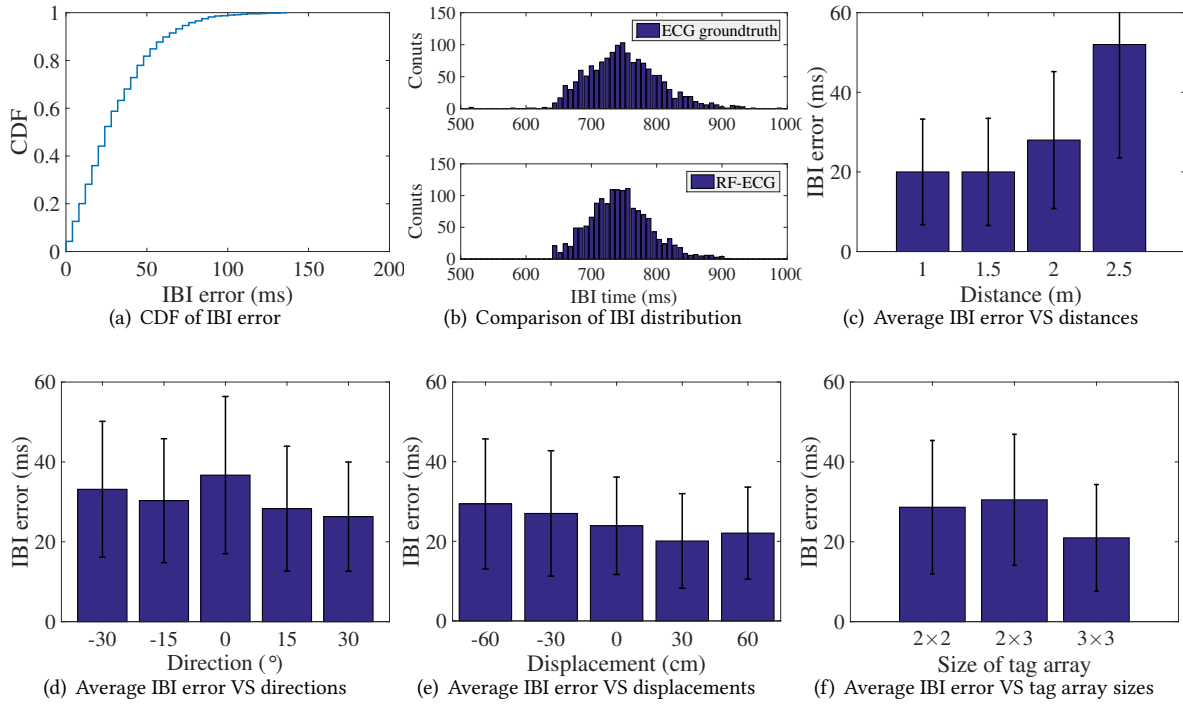 1
0.8
0.6
0.4
0.2
0
CDF
0 50 100 150 200
IBI error (ms)
(a) CDF of IBI error
150
100
50
0
Conuts
ECG groundtruth
500 600 700 800 900 1000
150
100
50
0
Conuts
RF-ECG
500 600 700 800 900 1000
IBI time (ms)
(b) Comparison of IBI distribution
60
40
20
0
IBI error (ms)
1 1.5 2 2.5
Distance (m)
(c) Average IBI error VS distances
60
40
20
0
IBI error (ms)
-30 -15 0 15 30
Direction (°)
(d) Average IBI error VS directions
60
40
20
0
IBI error (ms)
-60 -30 0 30 60
Displacement (cm)
(e) Average IBI error VS displacements
60
40
20
0
IBI error (ms)
2×2 2×3 3×3
Size of tag array
(f) Average IBI error VS tag array sizes